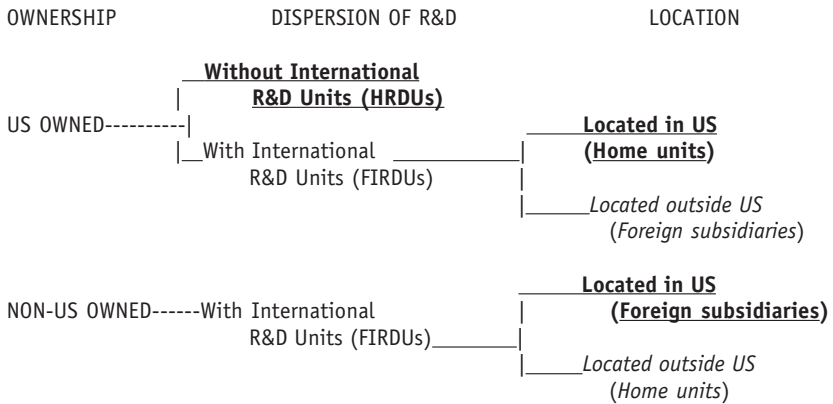 OWNERSHIP DISPERSION OF R&D LOCATION
Without International
R&D Units (HRDUs)
US OWNED----------
Located in US
With International
(Home units)
R&D Units (FIRDUs)
Located outside US
(Foreign subsidiaries)
Located in US
NON-US OWNED------With International
(Foreign subsidiaries)
R&D Units (FIRDUs)
Located outside US
(Home units)